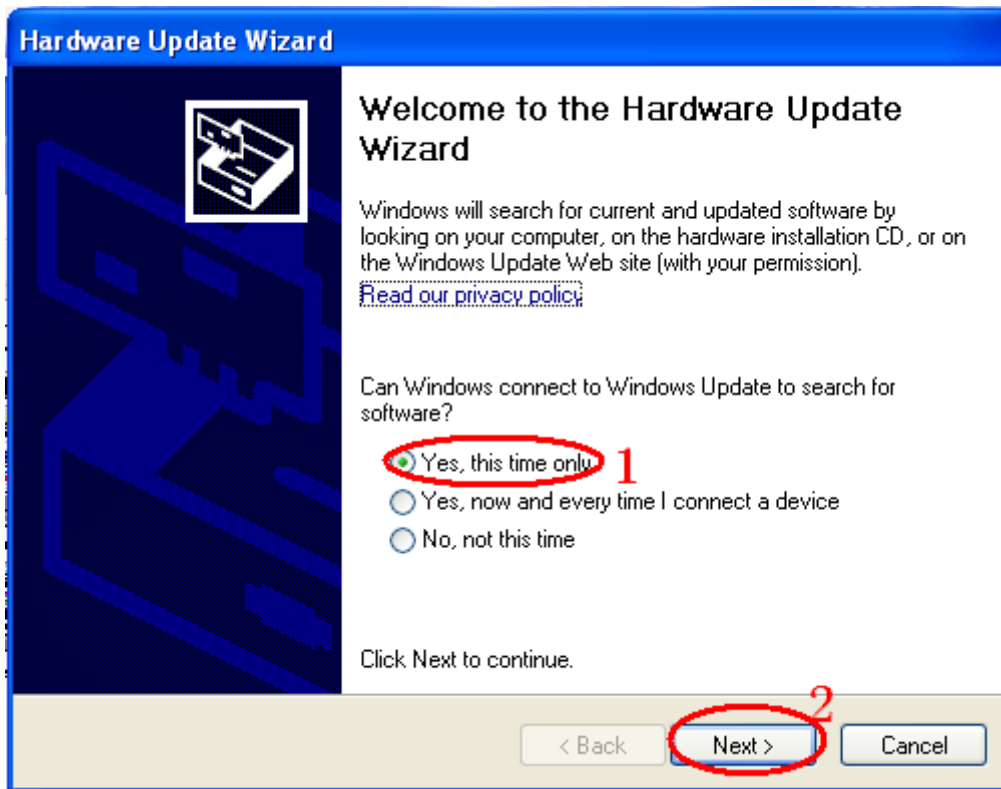 Hardware Update Wizard
Welcome to the Hardware Update
Wizard
Windows will search for current and updated software by
looking on your computer, on the hardware installation CD, or on
the Windows Update Web site (with your permission).
Read our privacy policy
Can Windows connect to Windows Update to search for
software?
Yes, this time only 1
Yes, now and every time I connect a device
No, not this time
Click Next to continue.
2
< Back Next > Cancel